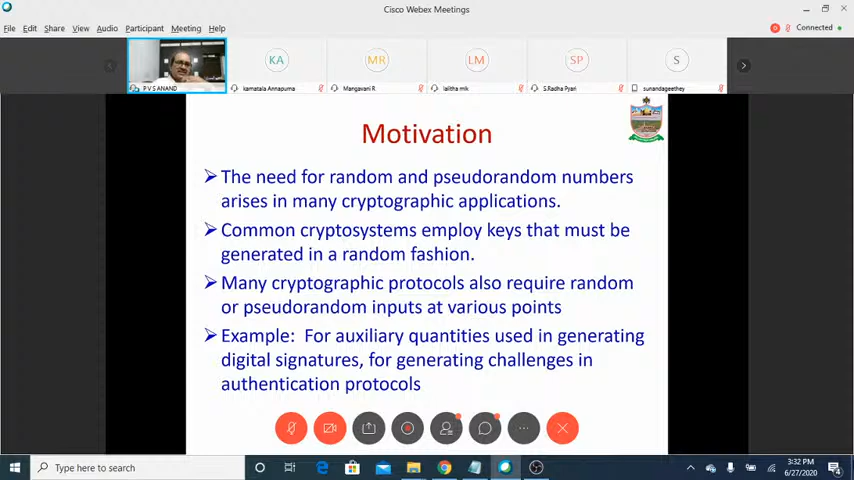 Cisco Webex Meetings
File Edit Share View Audio Participant Meeting Help
Connected
KA
MR
LM
SP
S
P V S ANAND
kamatala Annapurna
Mangavani R
lalitha mlk
S.Radha Pyari
sunandageethey
Motivation
The need for random and pseudorandom numbers
arises in many cryptographic applications.
Common cryptosystems employ keys that must be
generated in a random fashion.
Many cryptographic protocols also require random
or pseudorandom inputs at various points
Example: For auxiliary quantities used in generating
digital signatures, for generating challenges in
authentication protocols
Type here to search
3:32 PM
6/27/2020
4